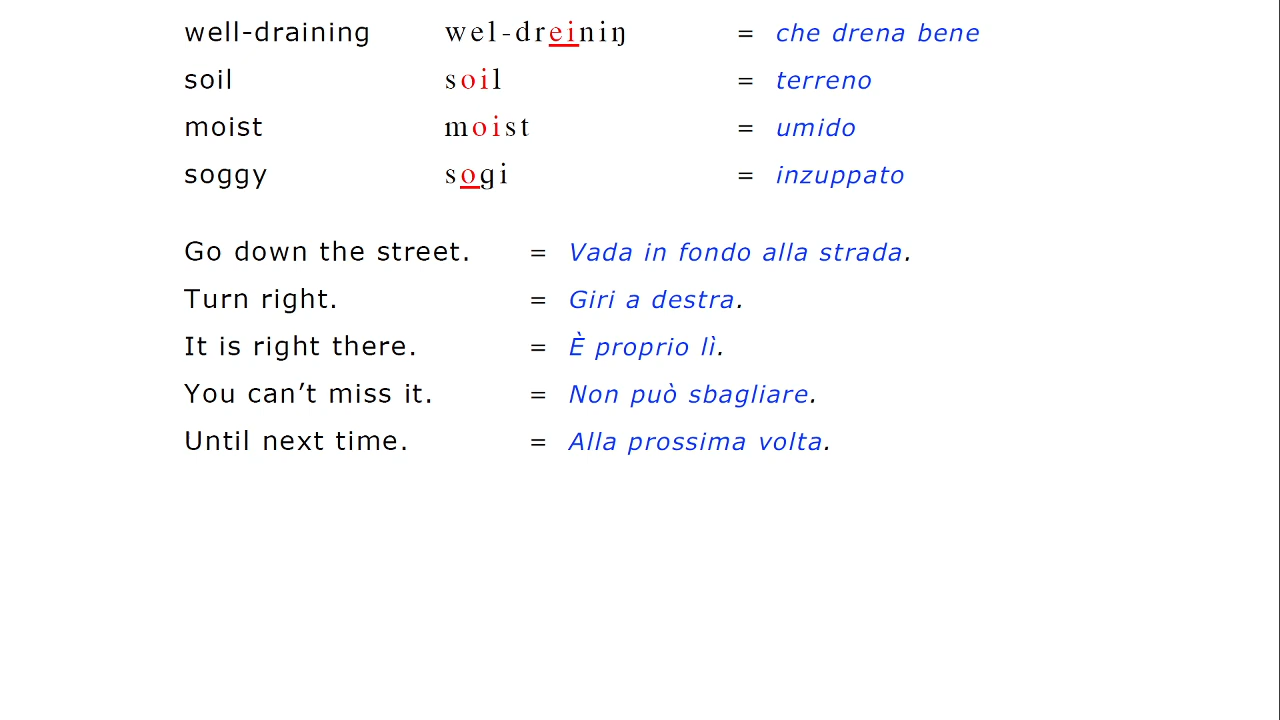 well-draining wel-dreiniŋ = che drena bene
soil soil = terreno
moist moist = umido
soggy sogi = inzuppato
Go down the street. = Vada in fondo alla strada.
Turn right. = Giri a destra.
It is right there. = È proprio lì.
You can’t miss it. = Non può sbagliare.
Until next time. = Alla prossima volta.